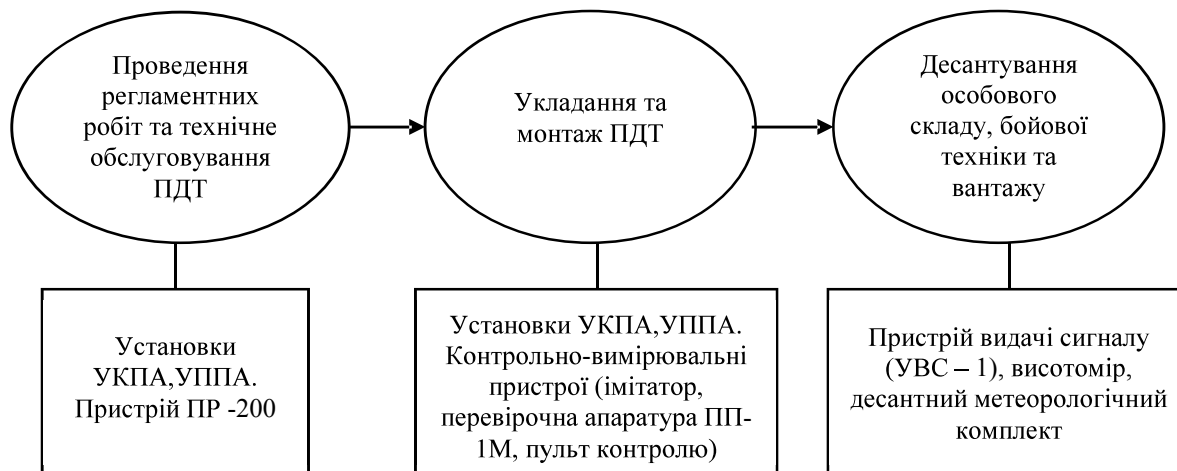 Проведення
регламентних
робіт та технічне
обслуговування
ПДТ
Укладання та
монтаж ПДТ
Десантування
особового
складу, бойової
техніки та
вантажу
Установки
УКПА,УППА.
Пристрій ПР -200
Установки УКПА,УППА.
Контрольно-вимірювальні
пристрої (імітатор,
перевірочна апаратура ПП-
1М, пульт контролю)
Пристрій видачі сигналу
(УВС – 1), висотомір,
десантний метеорологічний
комплект